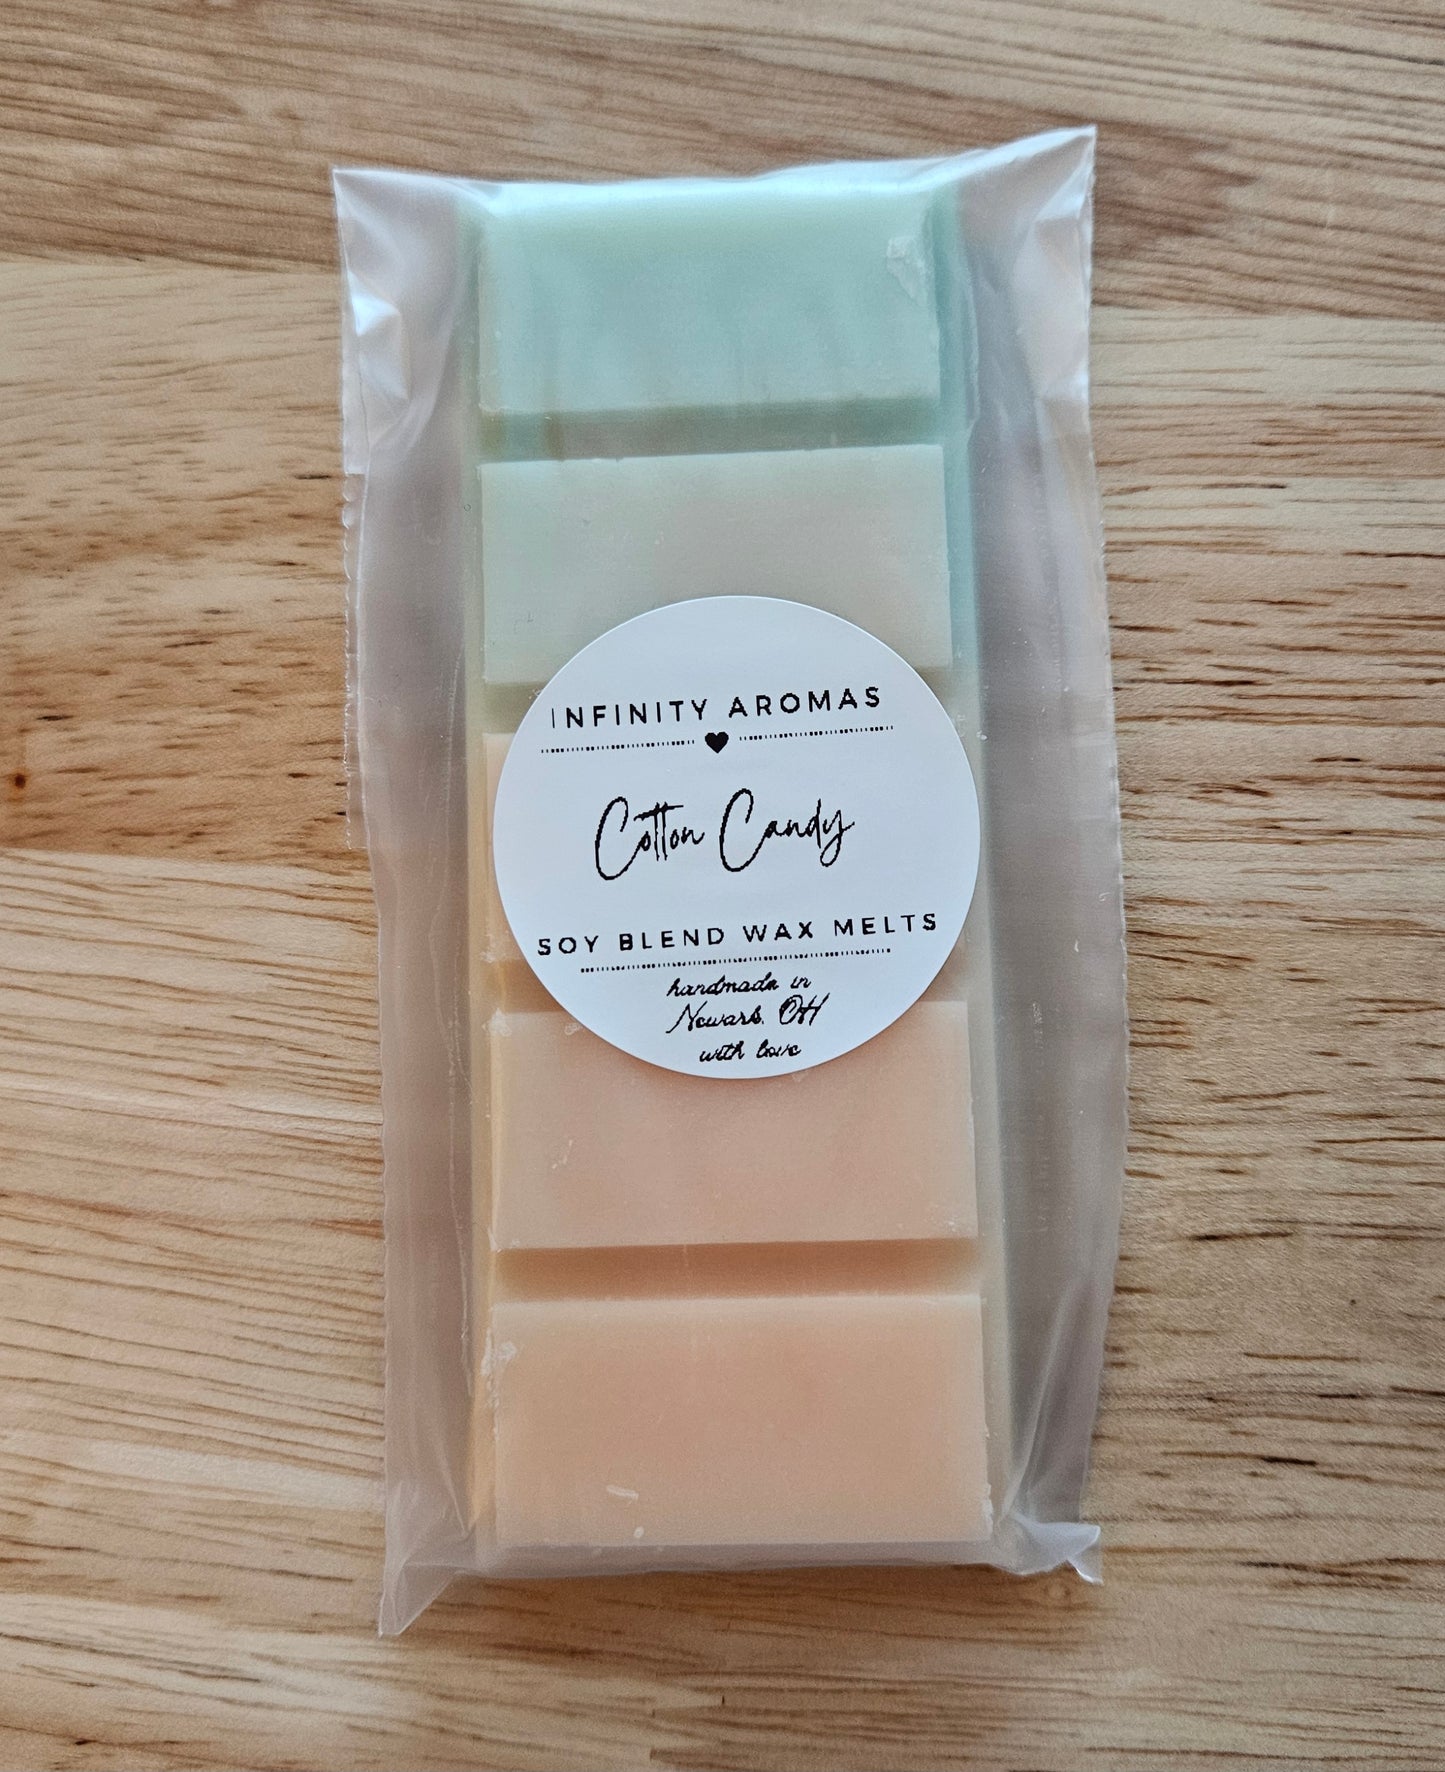 INFINITY AROMAS
Cotton Candy
SOY BLEND WAX MELTS
handmade in
Newark, OH
with love